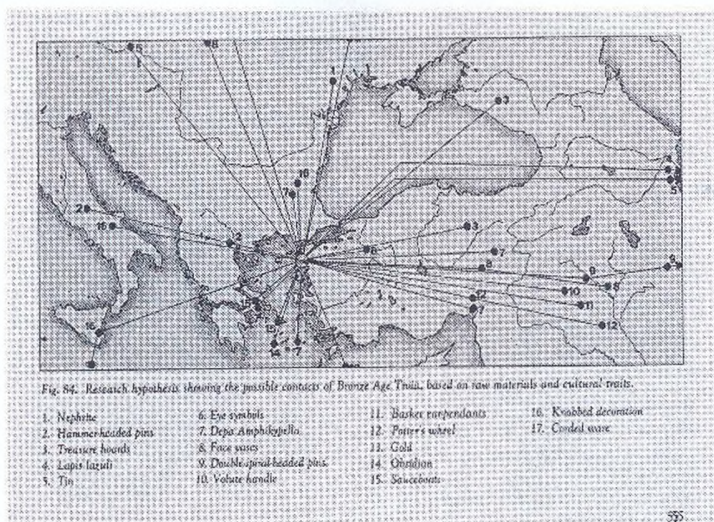 Fig. 84. Research hypothesis showing the possible contacts of Bronze Age Troia, based on raw materials and cultural traits.
1. Nephrite
2. Hammer-headed pins
3. Treasure hoards
4. Lapis lazuli
5. Tin
6. Eye symbols
7. Depa Amphikypella
8. Face vases
9. Double-spiral-headed pins
10. Volute handle
11. Basket earpendants
12. Potter's wheel
13. Gold
14. Obsidian
15. Sauceboats
16. Knobbed decoration
17. Corded ware
555